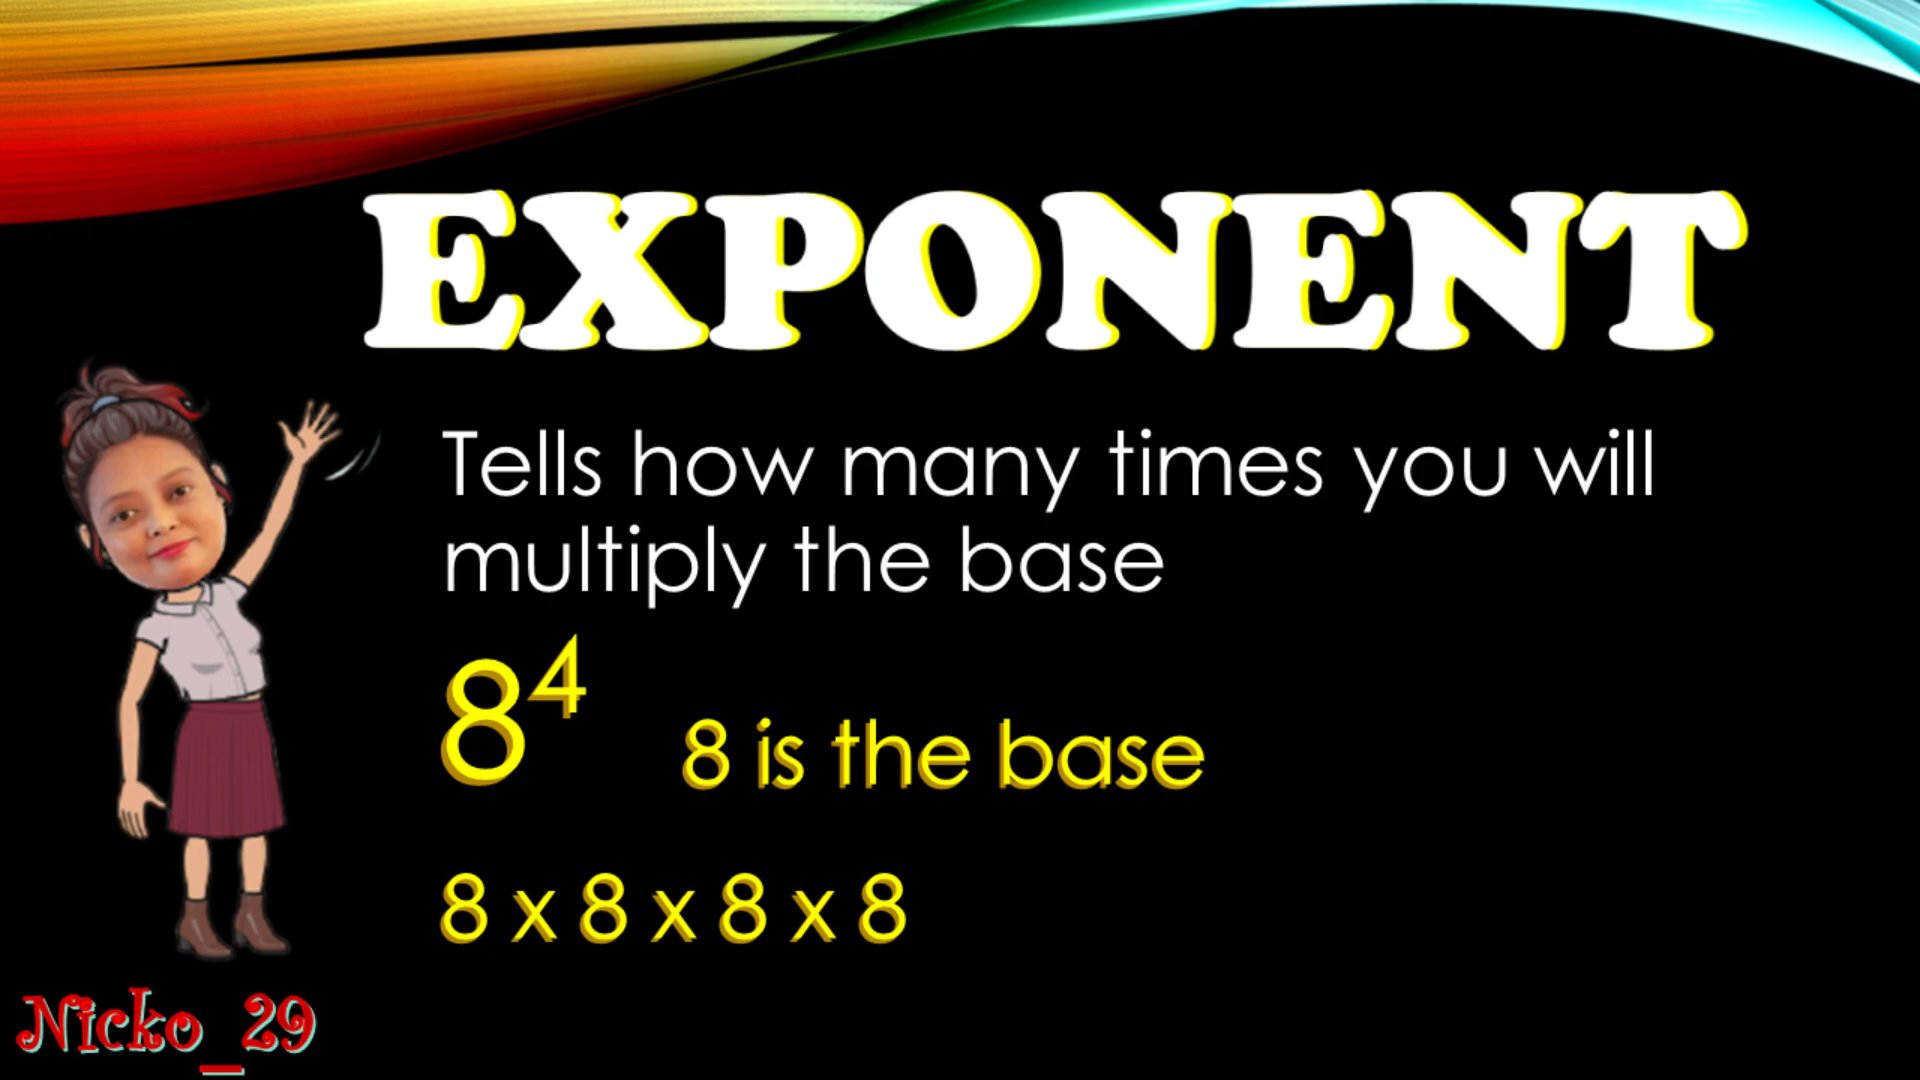 EXPONENT
Tells how many times you will
multiply the base
8⁴ 8 is the base
8 x 8 x 8 x 8
Nicko_29